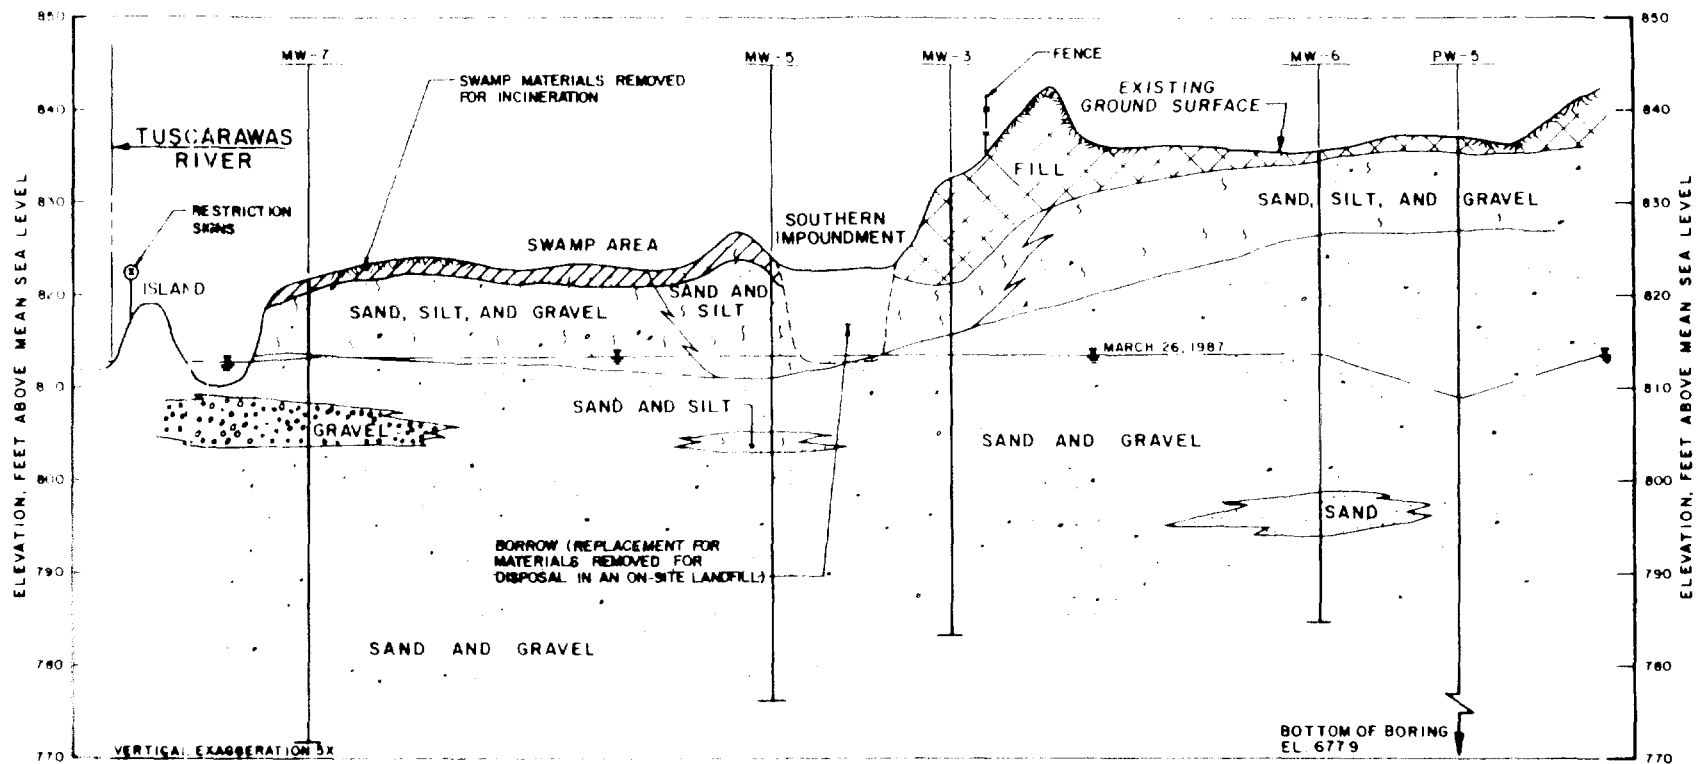 850
850
MW-7
MW-5
MW-3
MW-6
PW-5
FENCE
SWAMP MATERIALS REMOVED
FOR INCINERATION
EXISTING
GROUND SURFACE
840
840
TUSCARAWAS
RIVER
FILL
RESTRICTION
SIGNS
830
830
SAND, SILT, AND GRAVEL
SOUTHERN
IMPOUNDMENT
SWAMP AREA
ISLAND
820
820
SAND AND
SILT
SAND, SILT, AND GRAVEL
MARCH 26, 1987
810
810
SAND AND SILT
GRAVEL
SAND AND GRAVEL
800
800
SAND
BORROW (REPLACEMENT FOR
MATERIALS REMOVED FOR
DISPOSAL IN AN ON-SITE LANDFILL)
790
790
SAND AND GRAVEL
780
780
BOTTOM OF BORING
EL. 677.9
VERTICAL EXAGGERATION 5X
770
770
ELEVATION, FEET ABOVE MEAN SEA LEVEL
ELEVATION, FEET ABOVE MEAN SEA LEVEL